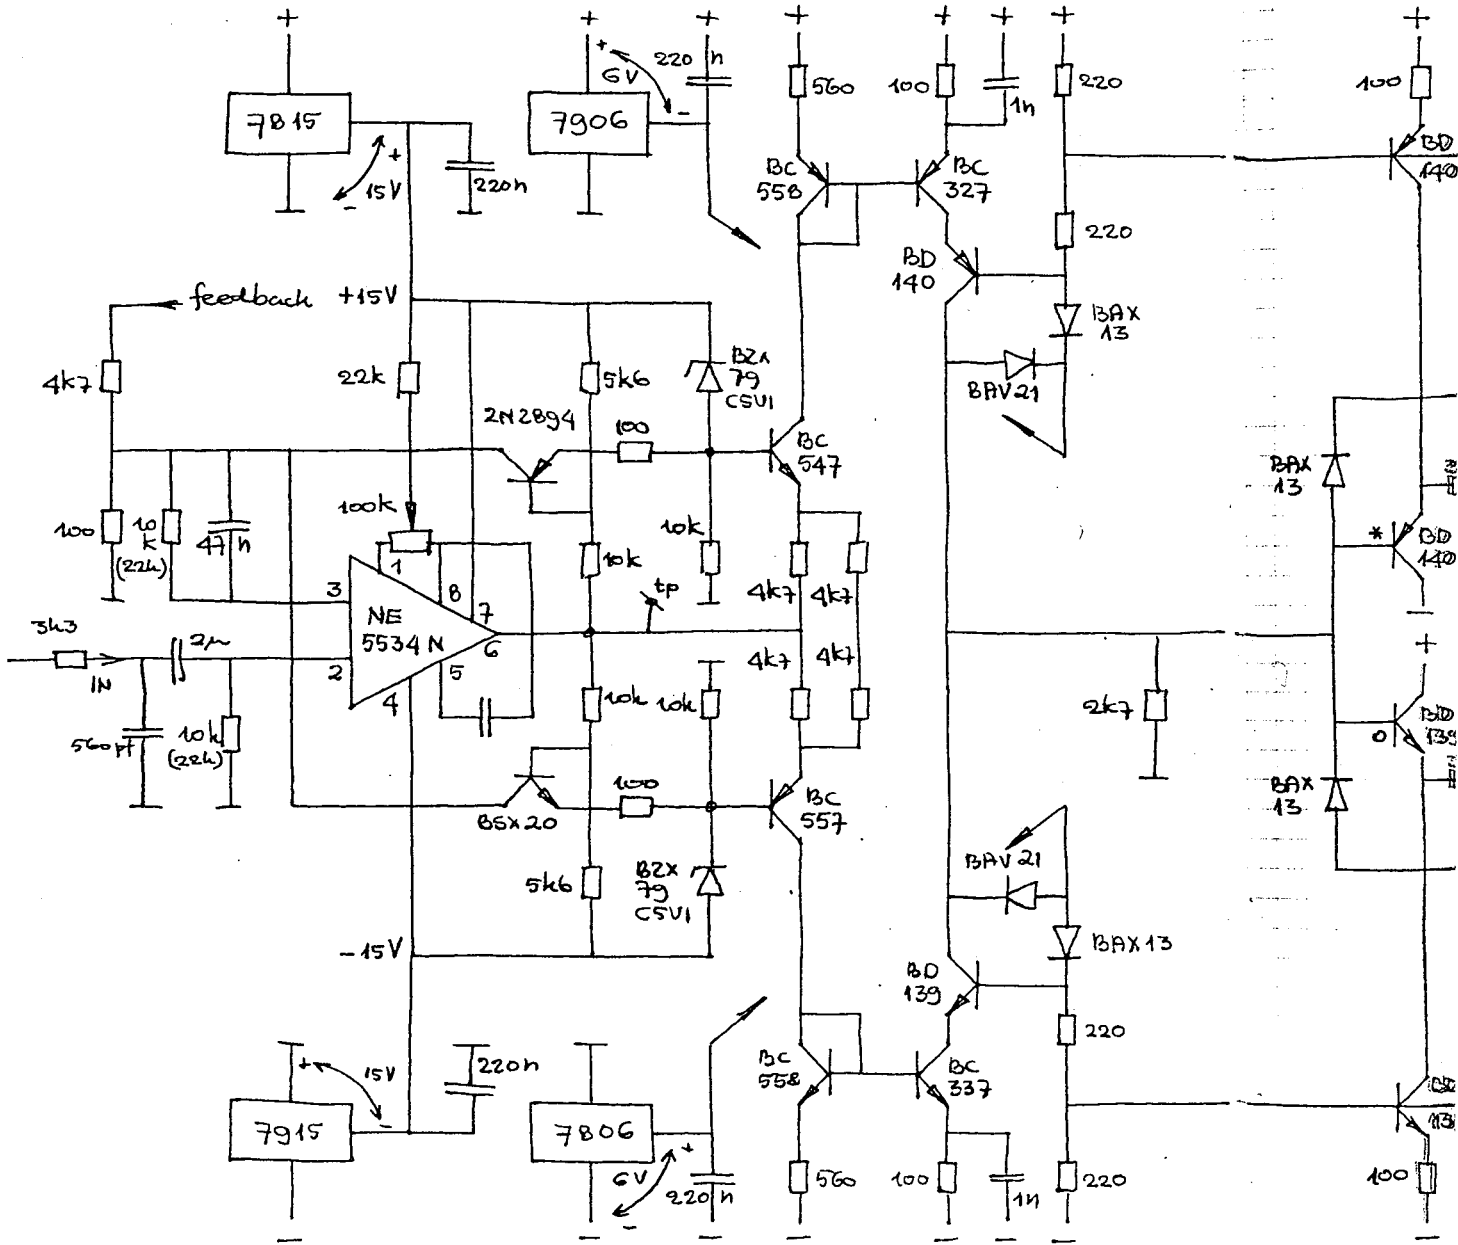 + + + + + + + +
7815
+
15V
-
220n
+
6V
-
7906
220 n
560
100
1n
220
100
BC
558
BC
327
BD
140
220
BD
140
feedback +15V
BAX
13
BAV21
4k7
22k
5k6
BZX
79
C5V1
2N2894
100
BC
547
BAX
13
100
10
k
(22k)
47 n
100k
10k
10k
tp
4k7 4k7
*
BD
140
3k3
IN
2µ
3
2
NE
5534 N
1
8
7
6
5
4
560pf
10k
(22k)
10k
10k
4k7
4k7
2k7
+
BD
139
o
BSX20
100
BC
557
BAX
13
5k6
BZX
79
C5V1
BAV21
-15V
BD
139
BAX13
220
+
15V
-
220n
7915
7806
+
6V
-
220 n
BC
558
BC
337
560
100
1n
220
100
- - - - - - - -